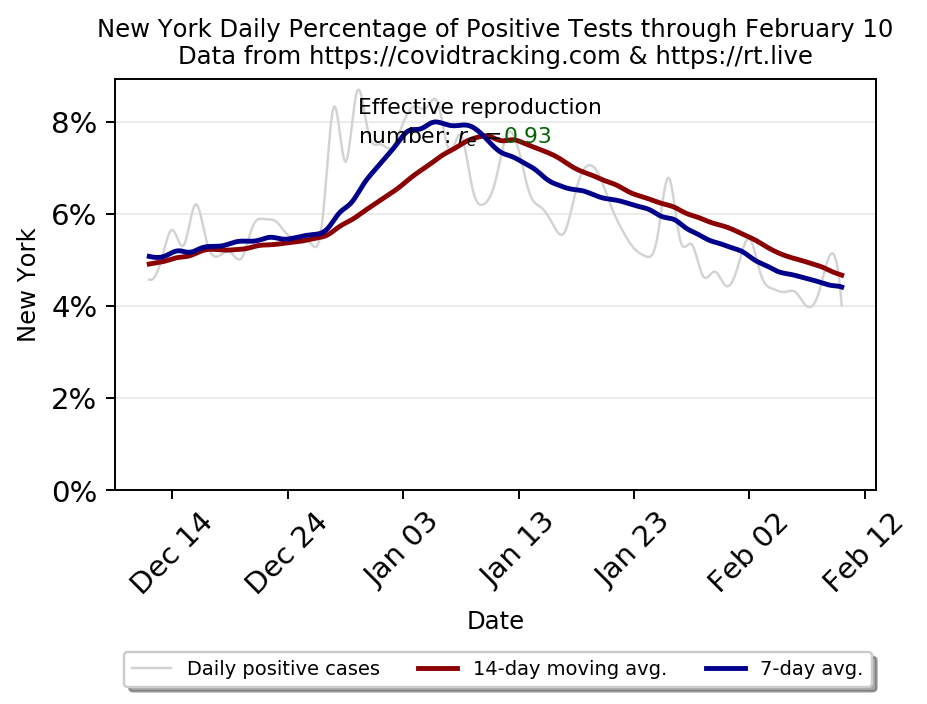 New York Daily Percentage of Positive Tests through February 10
Data from https://covidtracking.com & https://rt.live
Effective reproduction
number: r_e =0.93
8%
6%
4%
2%
0%
New York
Dec 14
Dec 24
Jan 03
Jan 13
Jan 23
Feb 02
Feb 12
Date
Daily positive cases
14-day moving avg.
7-day avg.